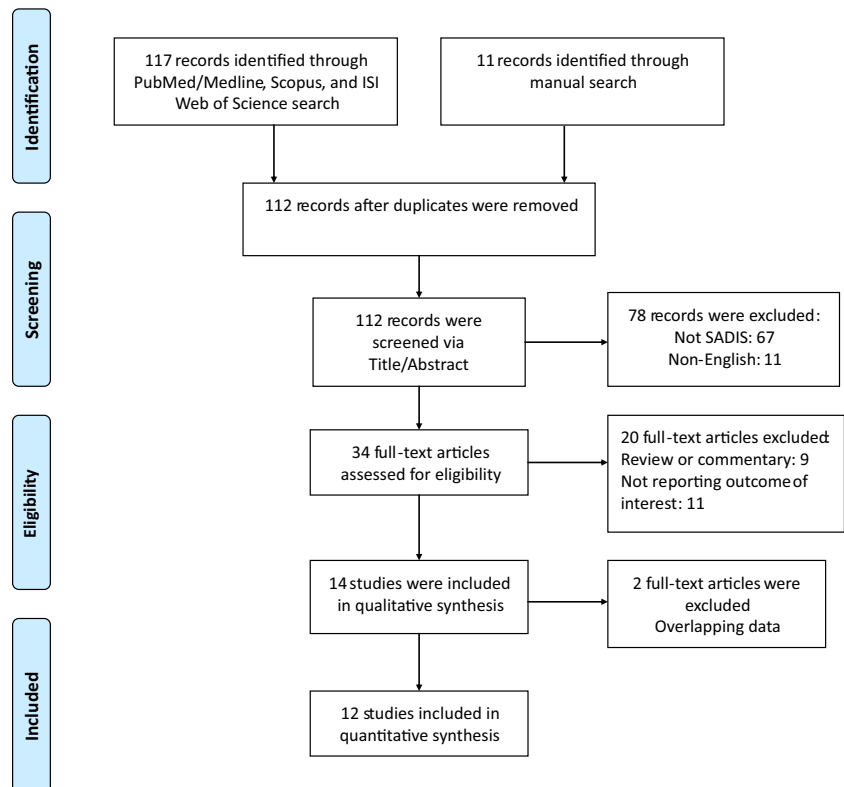 Identification
117 records identified through
PubMed/Medline, Scopus, and ISI
Web of Science search
11 records identified through
manual search
112 records after duplicates were removed
Screening
112 records were
screened via
Title/Abstract
78 records were excluded:
Not SADIS: 67
Non-English: 11
Eligibility
34 full-text articles
assessed for eligibility
20 full-text articles excluded:
Review or commentary: 9
Not reporting outcome of
interest: 11
14 studies were included
in qualitative synthesis
2 full-text articles were
excluded
Overlapping data
Included
12 studies included in
quantitative synthesis